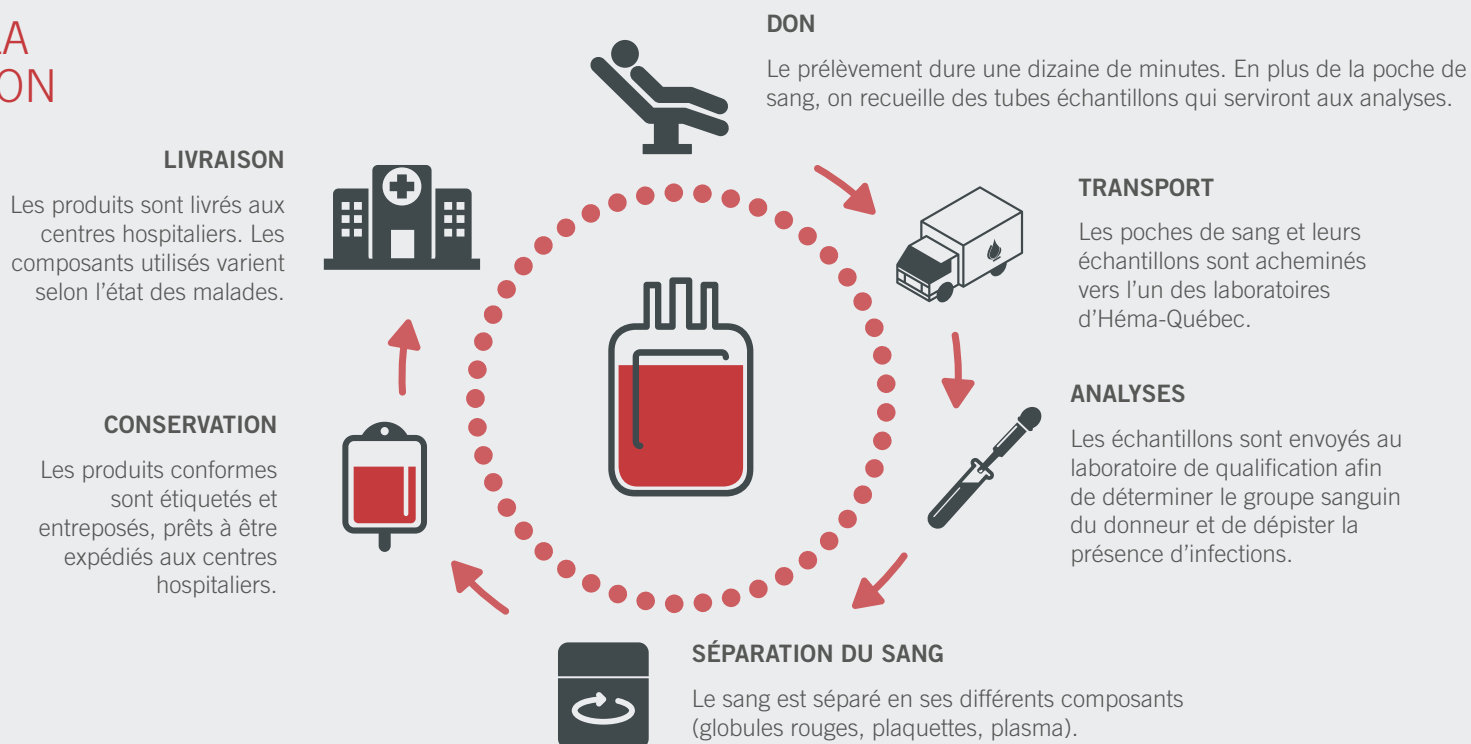 LA
ON
DON
Le prélèvement dure une dizaine de minutes. En plus de la poche de
sang, on recueille des tubes échantillons qui serviront aux analyses.
TRANSPORT
Les poches de sang et leurs
échantillons sont acheminés
vers l’un des laboratoires
d’Héma-Québec.
ANALYSES
Les échantillons sont envoyés au
laboratoire de qualification afin
de déterminer le groupe sanguin
du donneur et de dépister la
présence d’infections.
SÉPARATION DU SANG
Le sang est séparé en ses différents composants
(globules rouges, plaquettes, plasma).
CONSERVATION
Les produits conformes
sont étiquetés et
entreposés, prêts à être
expédiés aux centres
hospitaliers.
LIVRAISON
Les produits sont livrés aux
centres hospitaliers. Les
composants utilisés varient
selon l’état des malades.